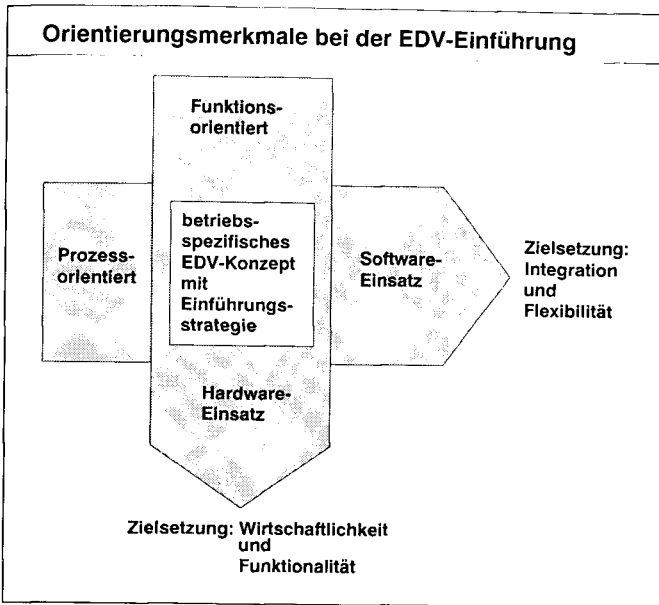 Orientierungsmerkmale bei der EDV-Einführung
Funktions-
orientiert
betriebs-
spezifisches
EDV-Konzept
mit
Einführungs-
strategie
Prozess-
orientiert
Software-
Einsatz
Zielsetzung:
Integration
und
Flexibilität
Hardware-
Einsatz
Zielsetzung: Wirtschaftlichkeit
und
Funktionalität